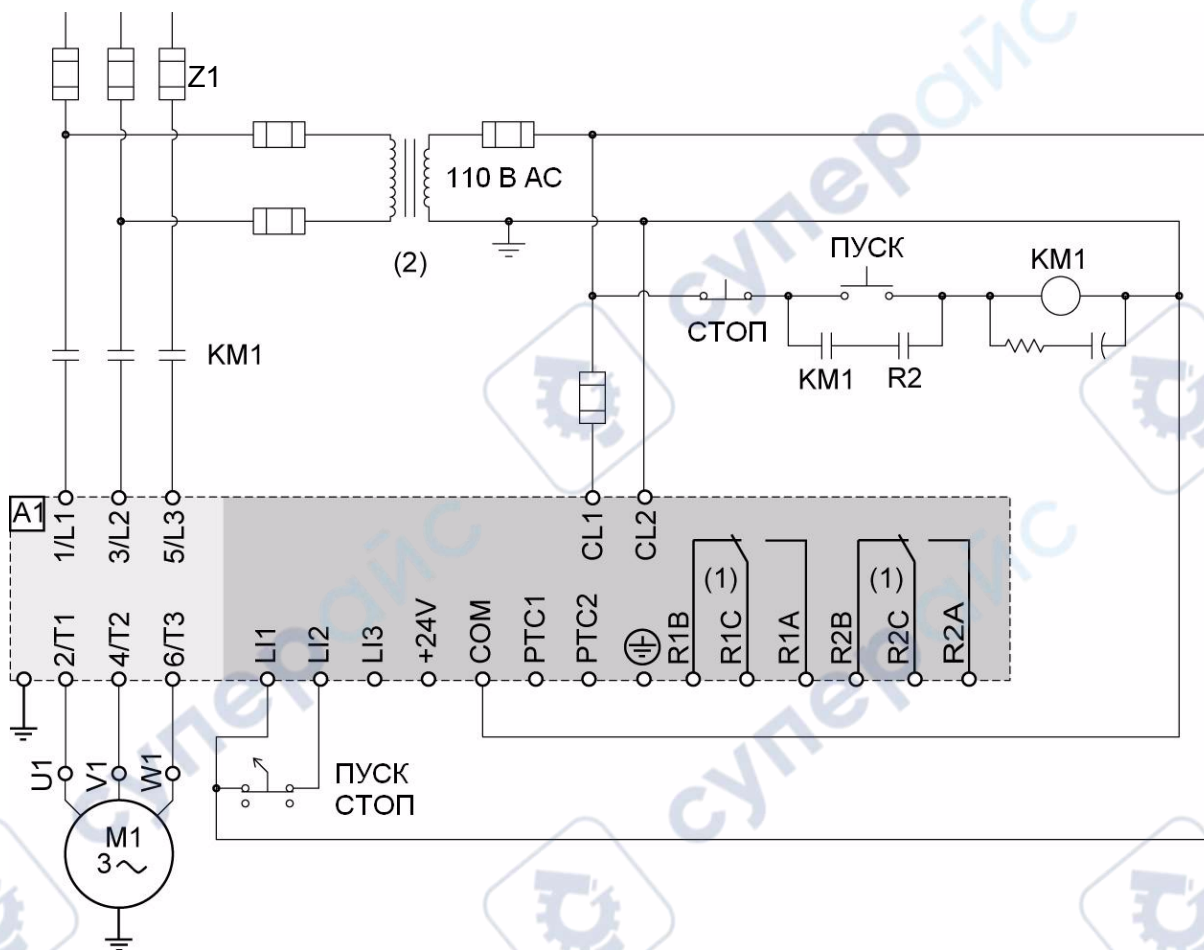 Z1
110 В AC
(2)
ПУСК
KM1
СТОП
KM1
KM1
R2
A1
1/L1
3/L2
5/L3
CL1
CL2
2/T1
4/T2
6/T3
LI1
LI2
LI3
+24V
COM
PTC1
PTC2
R1B
(1)
R1C
R1A
R2B
(1)
R2C
R2A
U1
V1
W1
ПУСК
СТОП
M1
3
суперайс
суперайс